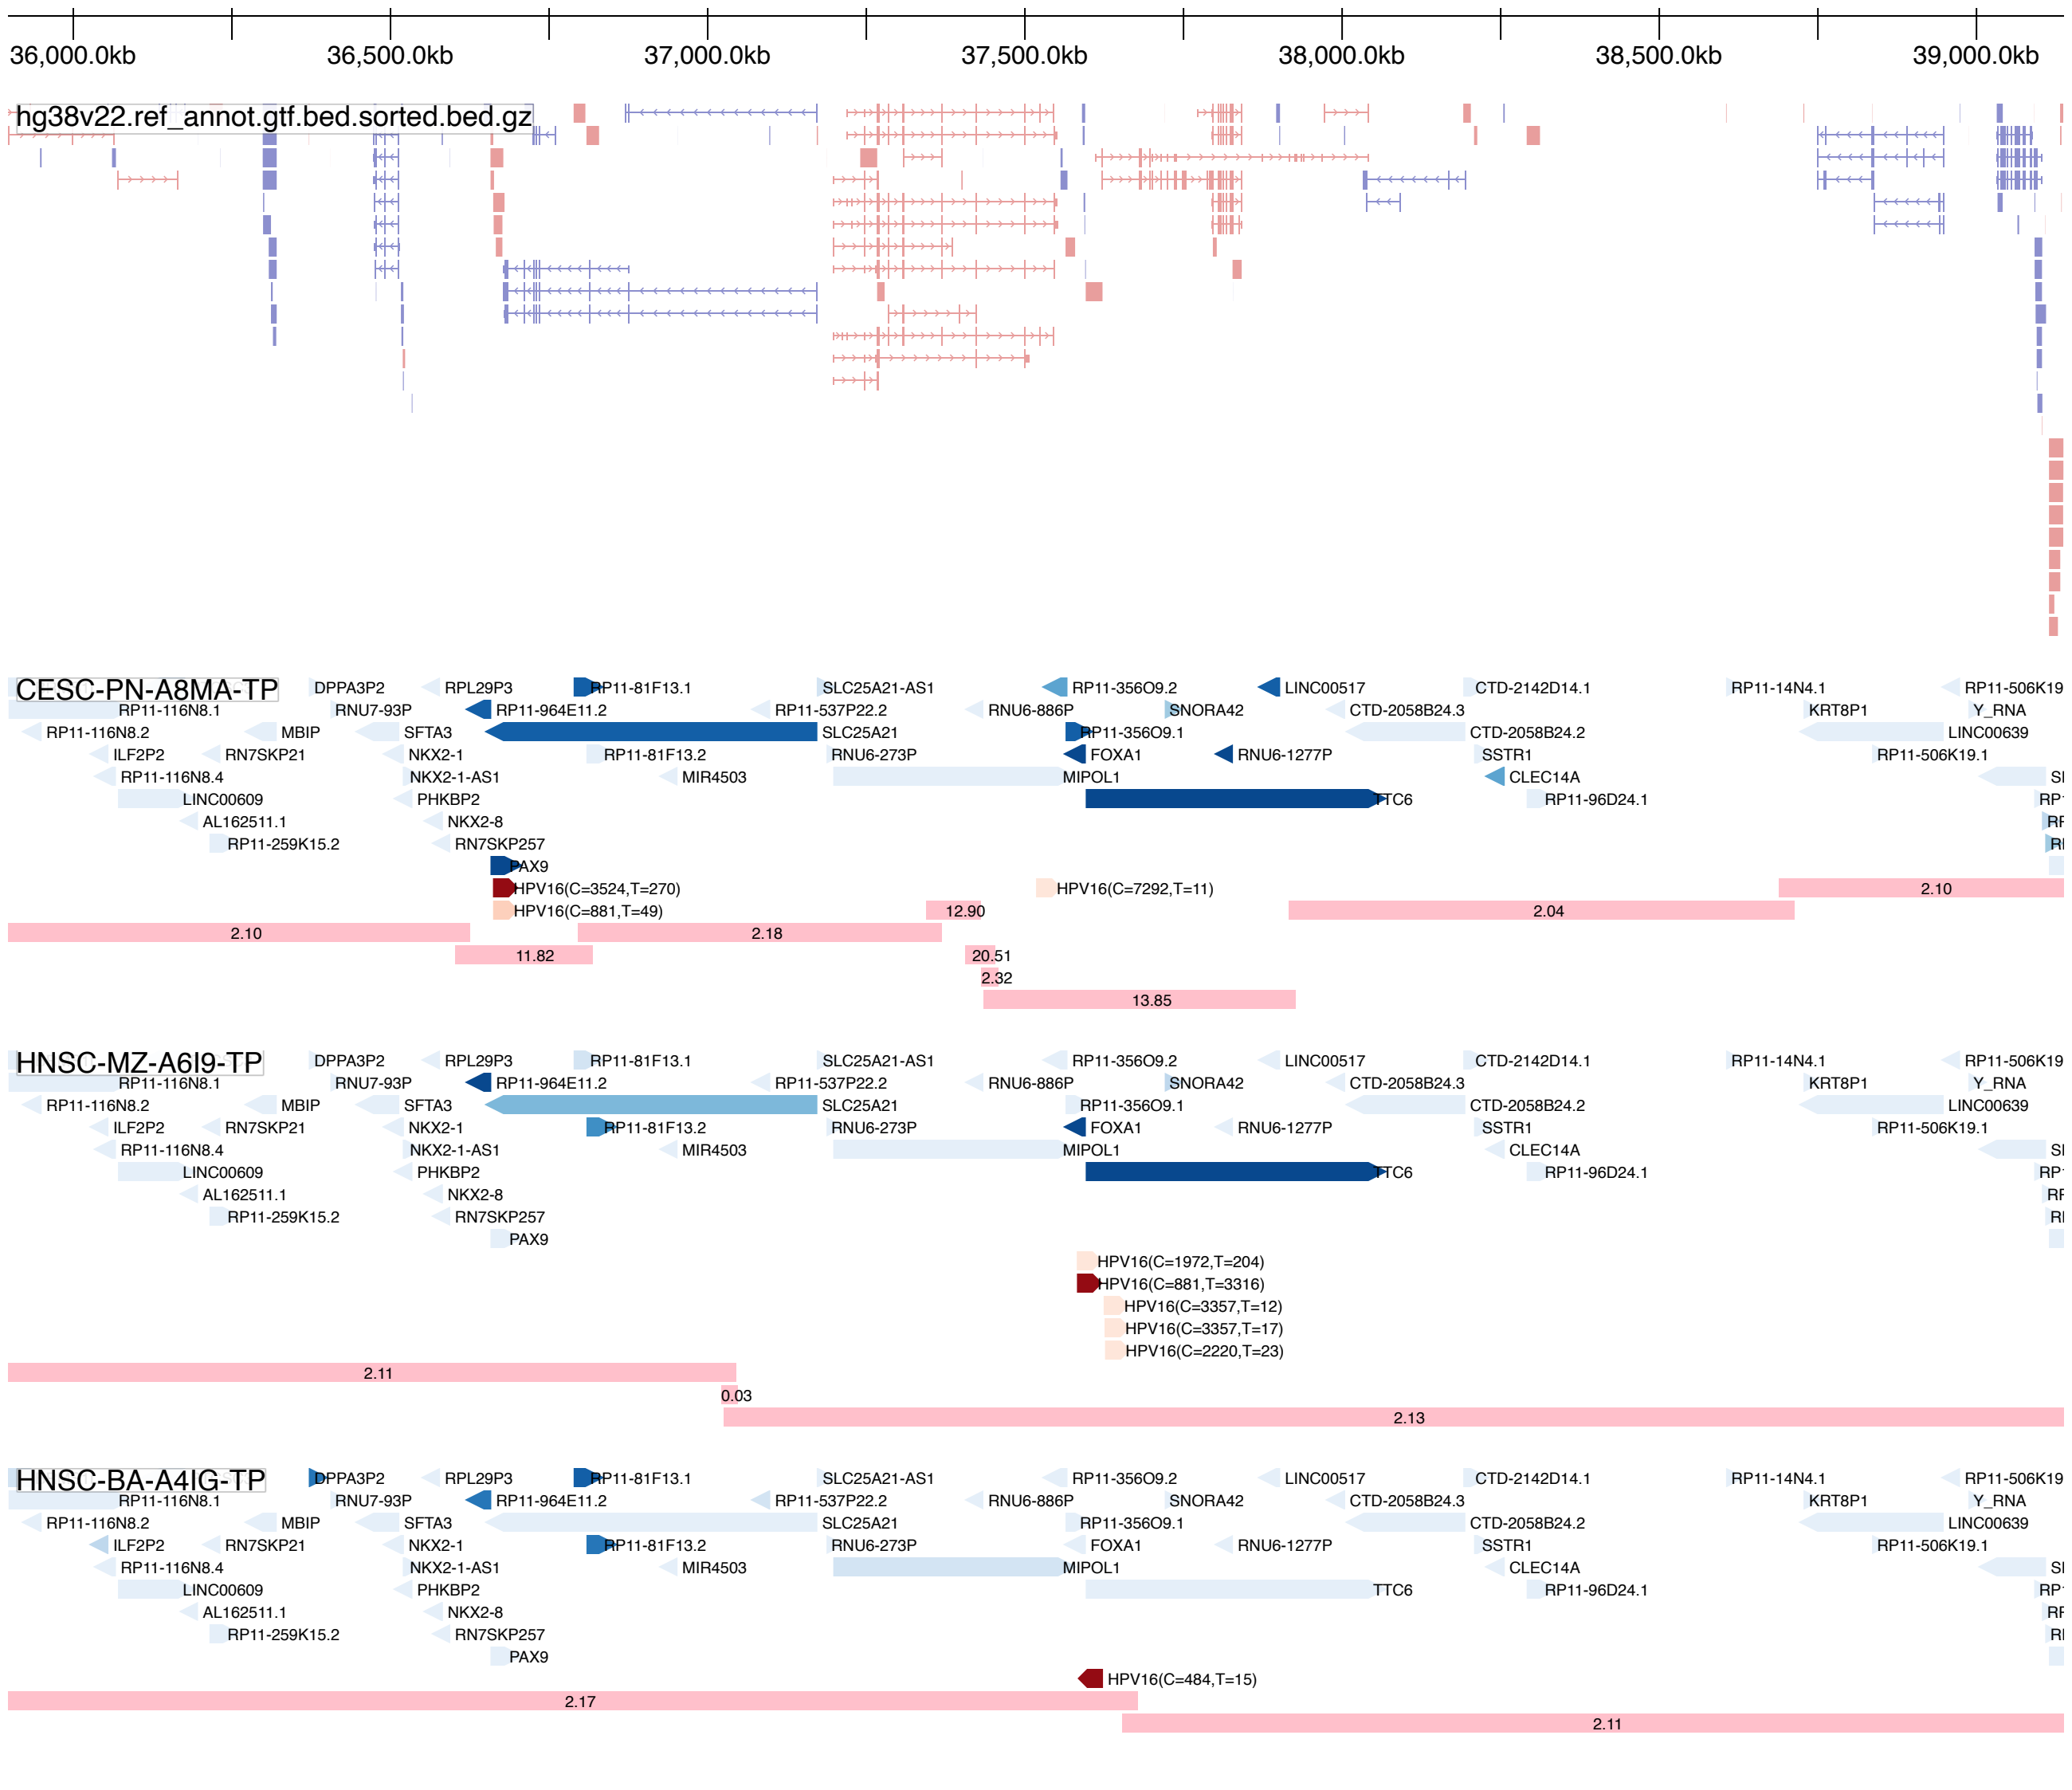 36,000.0kb 36,500.0kb 37,000.0kb 37,500.0kb 38,000.0kb 38,500.0kb 39,000.0kb
hg38v22.ref_annot.gtf.bed.sorted.bed.gz
CESC-PN-A8MA-TP DPPA3P2 RPL29P3 RP11-81F13.1 SLC25A21-AS1 RP11-356O9.2 LINC00517 CTD-2142D14.1 RP11-14N4.1 RP11-506K19
RP11-116N8.1 RNU7-93P RP11-964E11.2 RP11-537P22.2 RNU6-886P SNORA42 CTD-2058B24.3 KRT8P1 Y_RNA
RP11-116N8.2 MBIP SFTA3 SLC25A21 RP11-356O9.1 CTD-2058B24.2 LINC00639
ILF2P2 RN7SKP21 NKX2-1 RP11-81F13.2 RNU6-273P FOXA1 RNU6-1277P SSTR1 RP11-506K19.1
RP11-116N8.4 NKX2-1-AS1 MIR4503 MIPOL1 CLEC14A
LINC00609 PHKBP2 TTC6 RP11-96D24.1 RP
AL162511.1 NKX2-8
RP11-259K15.2 RN7SKP257
PAX9
HPV16(C=3524,T=270) HPV16(C=7292,T=11) 2.10
HPV16(C=881,T=49) 12.90 2.04
2.10 2.18
11.82 20.51
2.32
13.85
HNSC-MZ-A6I9-TP DPPA3P2 RPL29P3 RP11-81F13.1 SLC25A21-AS1 RP11-356O9.2 LINC00517 CTD-2142D14.1 RP11-14N4.1 RP11-506K19
RP11-116N8.1 RNU7-93P RP11-964E11.2 RP11-537P22.2 RNU6-886P SNORA42 CTD-2058B24.3 KRT8P1 Y_RNA
RP11-116N8.2 MBIP SFTA3 SLC25A21 RP11-356O9.1 CTD-2058B24.2 LINC00639
ILF2P2 RN7SKP21 NKX2-1 RP11-81F13.2 RNU6-273P FOXA1 RNU6-1277P SSTR1 RP11-506K19.1
RP11-116N8.4 NKX2-1-AS1 MIR4503 MIPOL1 CLEC14A
LINC00609 PHKBP2 TTC6 RP11-96D24.1 RP
AL162511.1 NKX2-8
RP11-259K15.2 RN7SKP257
PAX9
HPV16(C=1972,T=204)
HPV16(C=881,T=3316)
HPV16(C=3357,T=12)
HPV16(C=3357,T=17)
HPV16(C=2220,T=23)
2.11
0.03
2.13
HNSC-BA-A4IG-TP DPPA3P2 RPL29P3 RP11-81F13.1 SLC25A21-AS1 RP11-356O9.2 LINC00517 CTD-2142D14.1 RP11-14N4.1 RP11-506K19
RP11-116N8.1 RNU7-93P RP11-964E11.2 RP11-537P22.2 RNU6-886P SNORA42 CTD-2058B24.3 KRT8P1 Y_RNA
RP11-116N8.2 MBIP SFTA3 SLC25A21 RP11-356O9.1 CTD-2058B24.2 LINC00639
ILF2P2 RN7SKP21 NKX2-1 RP11-81F13.2 RNU6-273P FOXA1 RNU6-1277P SSTR1 RP11-506K19.1
RP11-116N8.4 NKX2-1-AS1 MIR4503 MIPOL1 CLEC14A
LINC00609 PHKBP2 TTC6 RP11-96D24.1 RP
AL162511.1 NKX2-8
RP11-259K15.2 RN7SKP257
PAX9
HPV16(C=484,T=15)
2.17
2.11